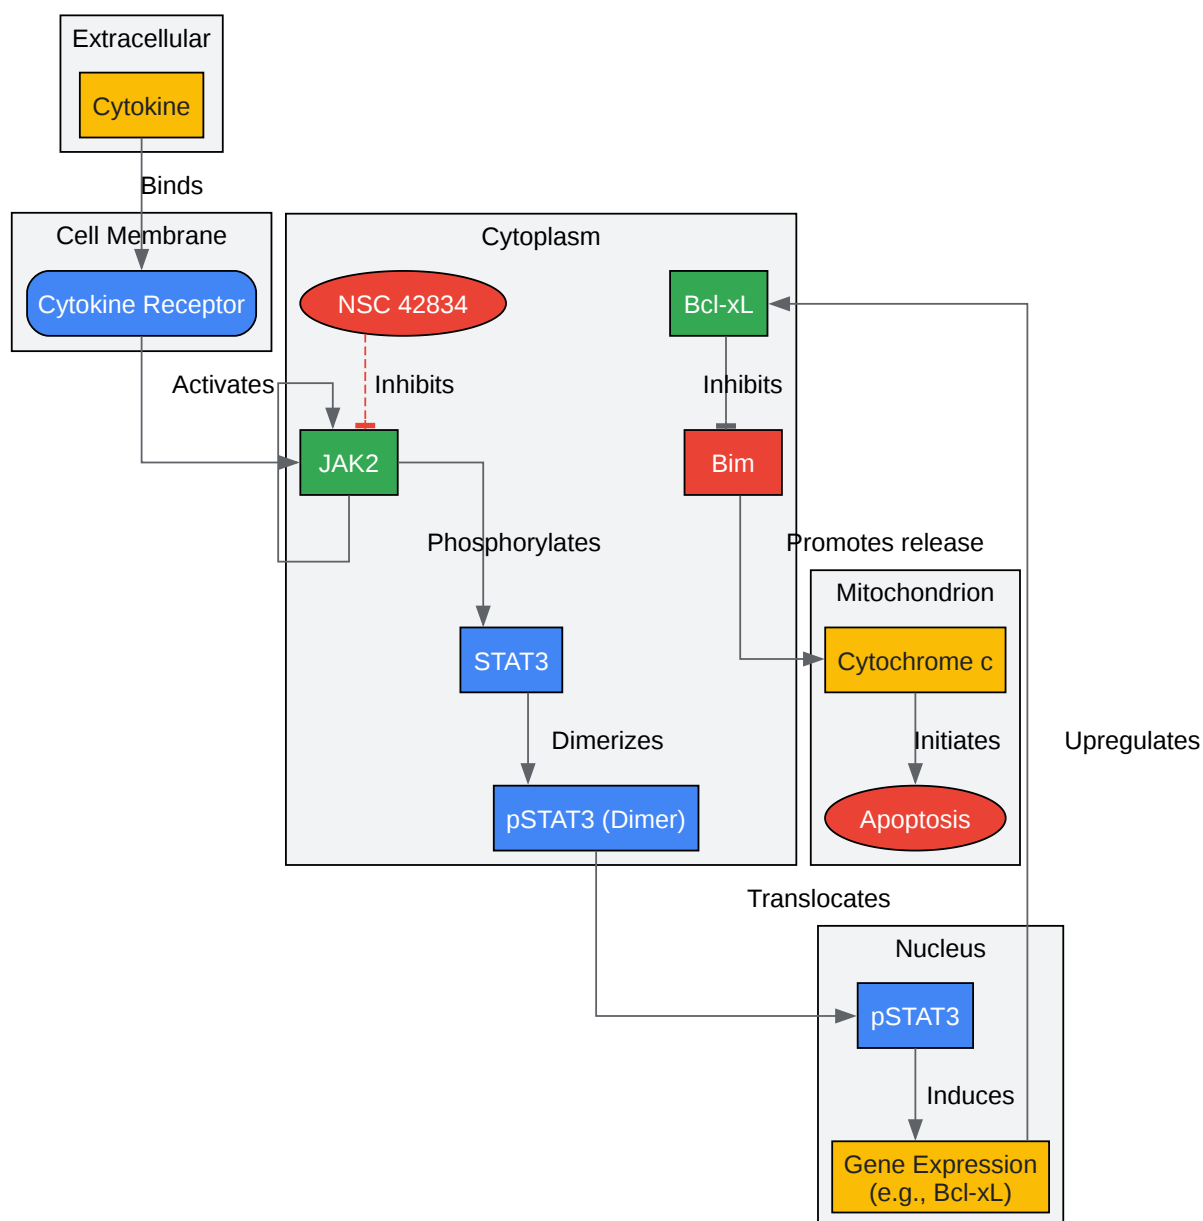 Extracellular
Cytokine
Binds
Cell Membrane
Cytokine Receptor
Cytoplasm
NSC 42834
Bcl-xL
Activates
Inhibits
Inhibits
JAK2
Bim
Phosphorylates
Promotes release
Mitochondrion
STAT3
Cytochrome c
Dimerizes
Initiates
Upregulates
pSTAT3 (Dimer)
Apoptosis
Translocates
Nucleus
pSTAT3
Induces
Gene Expression
(e.g., Bcl-xL)